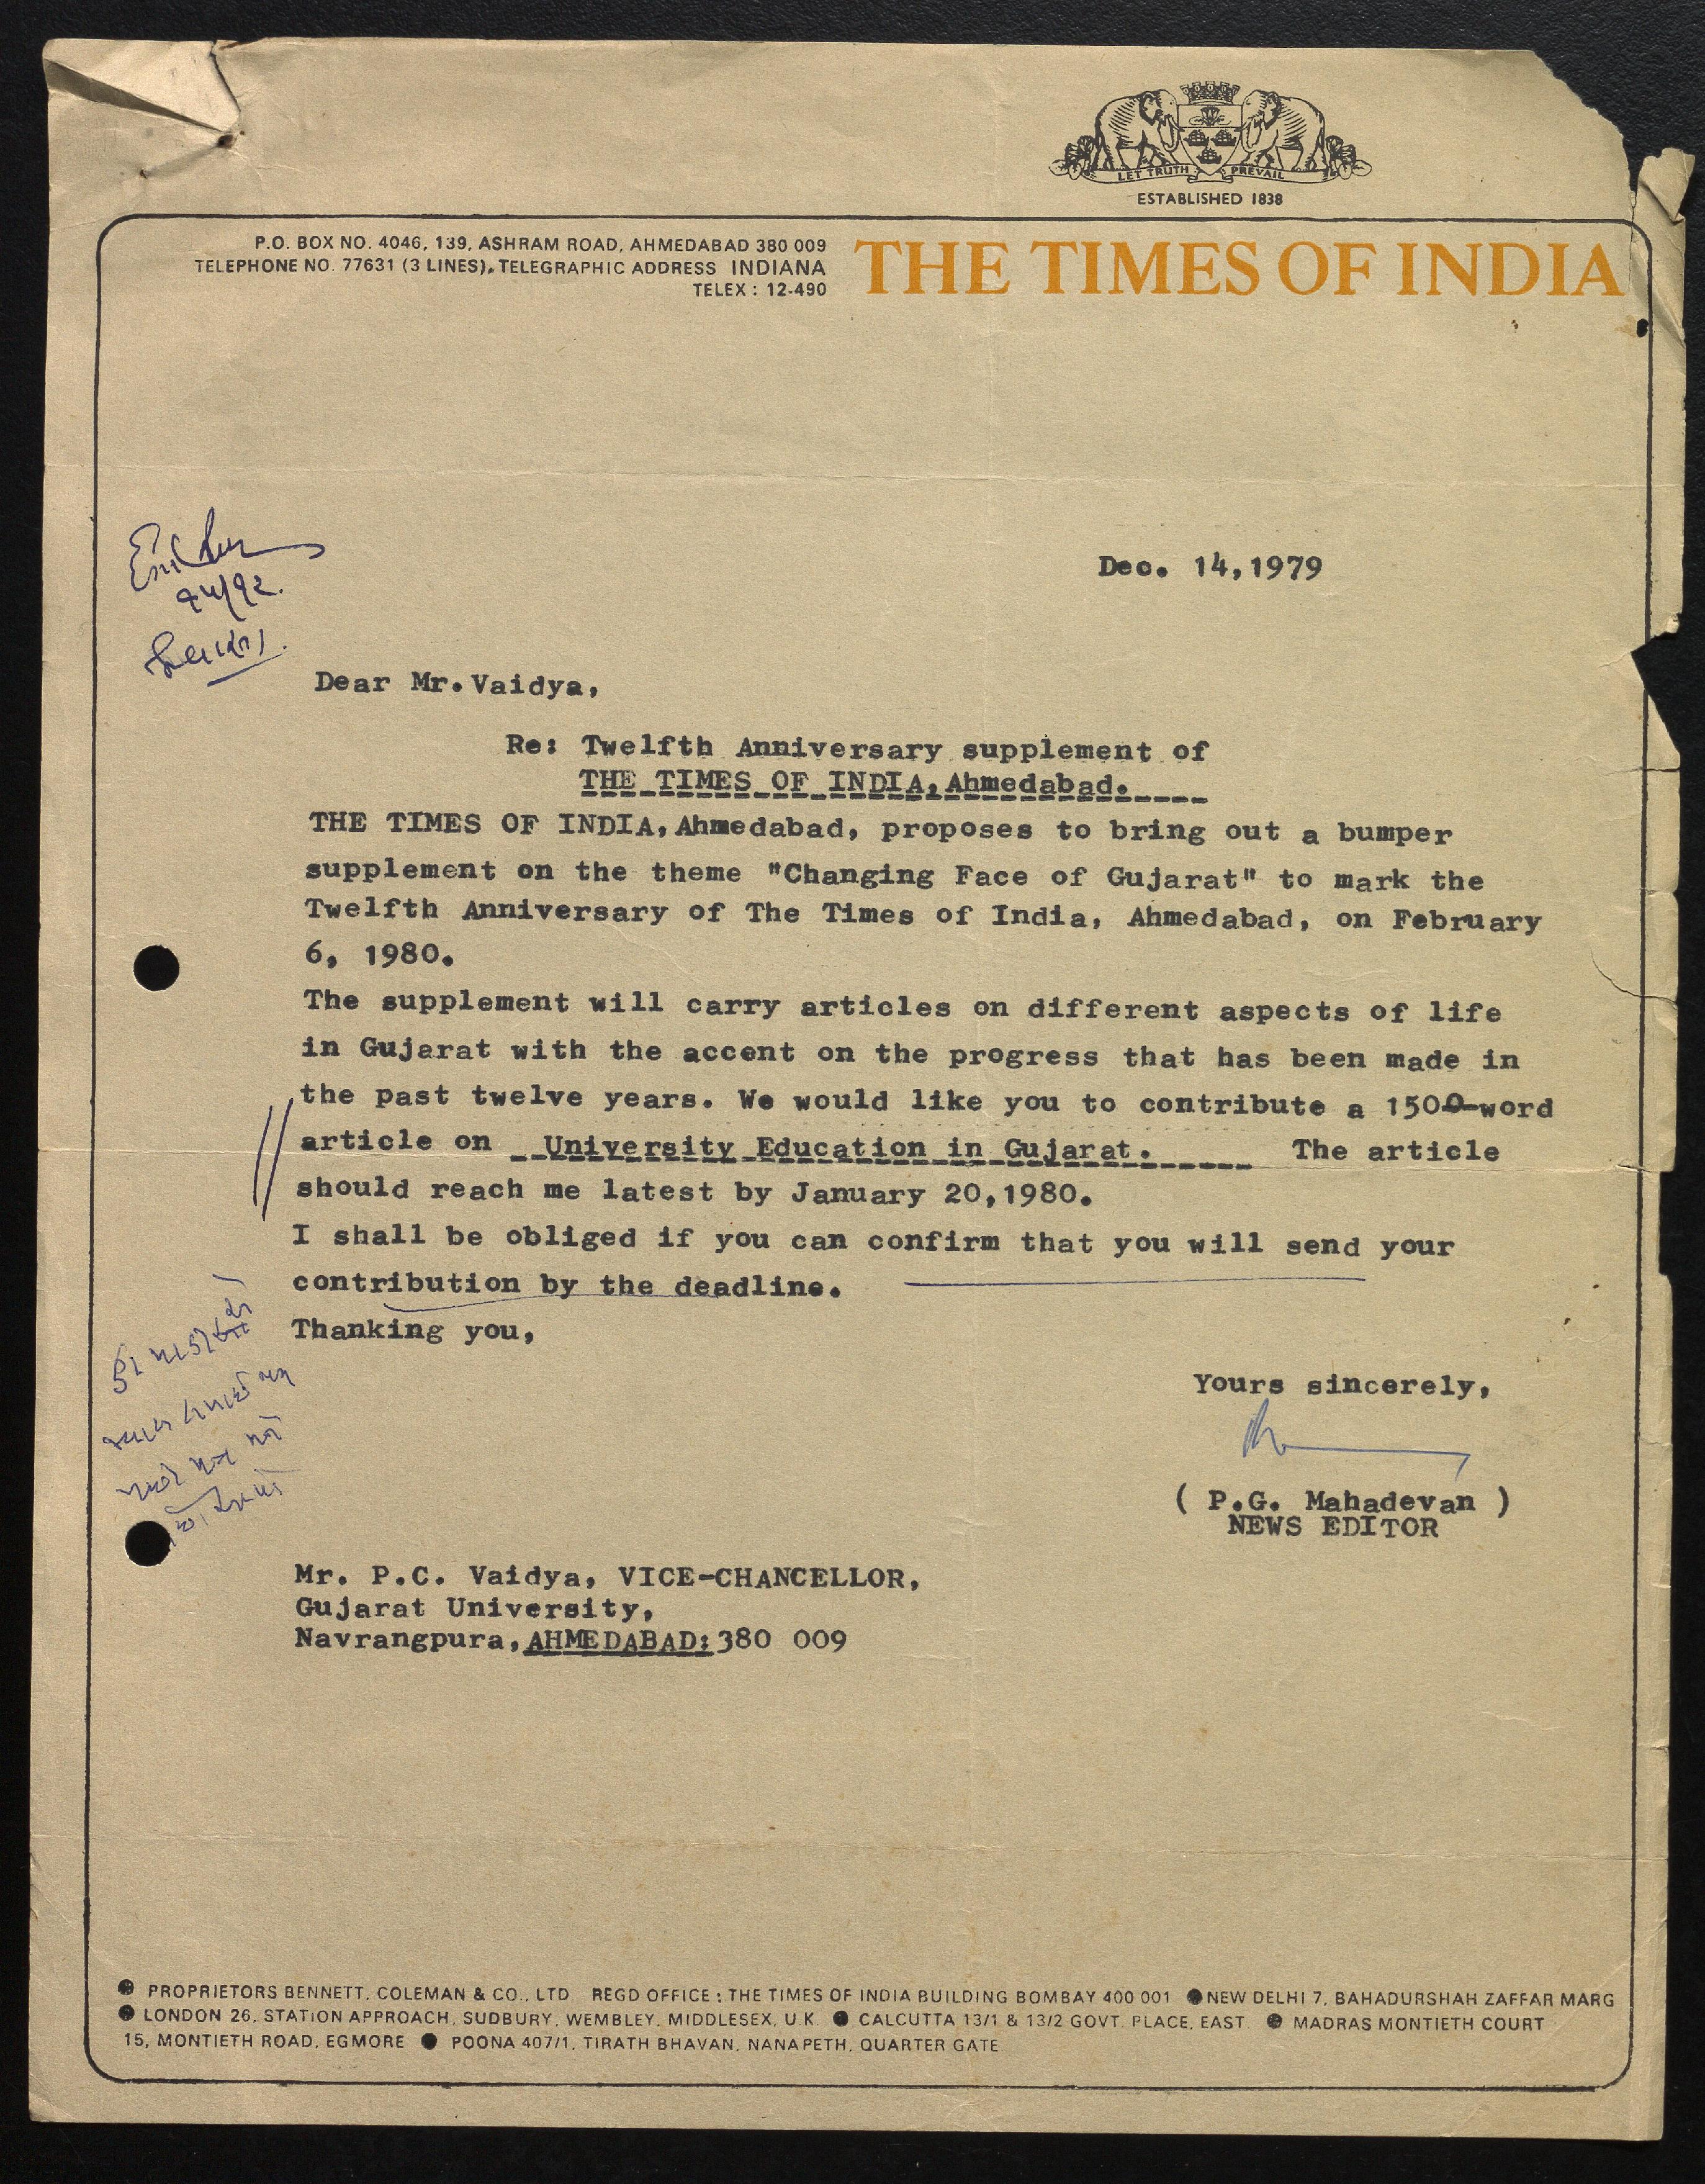 LET TRUTH PREVAIL
ESTABLISHED 1838
P.O. BOX NO. 4046, 139, ASHRAM ROAD, AHMEDABAD 380 009
TELEPHONE NO. 77631 (3 LINES), TELEGRAPHIC ADDRESS INDIANA
TELEX : 12-490
THE TIMES OF INDIA
૧૫/૧૨.
Dec. 14,1979
Dear Mr.Vaidya,
Re: Twelfth Anniversary supplement of
THE TIMES OF INDIA,Ahmedabad.
THE TIMES OF INDIA,Ahmedabad, proposes to bring out a bumper
supplement on the theme "Changing Face of Gujarat" to mark the
Twelfth Anniversary of The Times of India, Ahmedabad, on February
6, 1980.
The supplement will carry articles on different aspects of life
in Gujarat with the accent on the progress that has been made in
the past twelve years. We would like you to contribute a 1500-word
article on University Education in Gujarat. The article
should reach me latest by January 20,1980.
I shall be obliged if you can confirm that you will send your
contribution by the deadline.
Thanking you,
Yours sincerely,
( P.G. Mahadevan )
NEWS EDITOR
Mr. P.C. Vaidya, VICE-CHANCELLOR,
Gujarat University,
Navrangpura,AHMEDABAD:380 009
PROPRIETORS BENNETT, COLEMAN & CO., LTD REGD OFFICE : THE TIMES OF INDIA BUILDING BOMBAY 400 001 ● NEW DELHI 7, BAHADURSHAH ZAFFAR MARG
● LONDON 26, STATION APPROACH, SUDBURY, WEMBLEY, MIDDLESEX, U.K. ● CALCUTTA 13/1 & 13/2 GOVT. PLACE, EAST ● MADRAS MONTIETH COURT
15, MONTIETH ROAD, EGMORE ● POONA 407/1, TIRATH BHAVAN, NANAPETH, QUARTER GATE